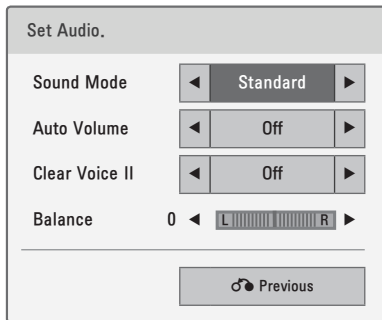 Set Audio.
Sound Mode ◄ Standard ►
Auto Volume ◄ Off ►
Clear Voice II ◄ Off ►
Balance 0 ◄ L R ►
Previous